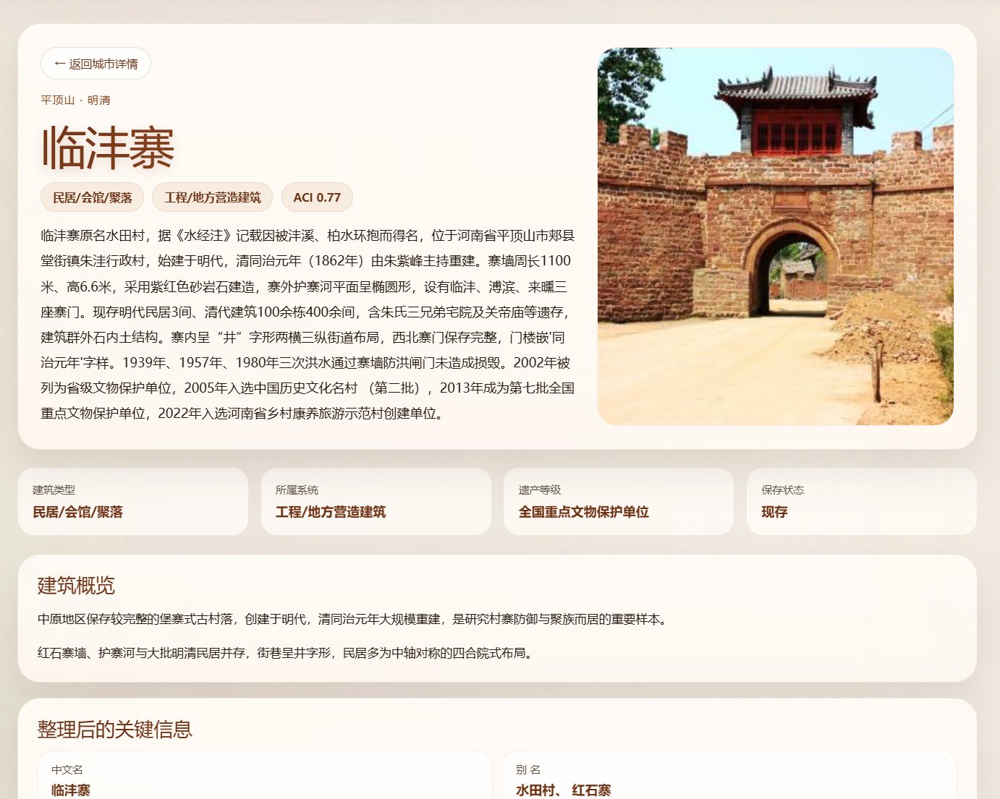 ← 返回城市详情
平顶山 · 明清
临沣寨
民居/会馆/聚落
工程/地方营造建筑
ACI 0.77
临沣寨原名水田村，据《水经注》记载因被沣溪、柏水环抱而得名，位于河南省平顶山市郏县
堂街镇朱洼行政村，始建于明代，清同治元年（1862年）由朱紫峰主持重建。寨墙周长1100
米、高6.6米，采用紫红色砂岩石建造，寨外护寨河平面呈椭圆形，设有临沣、溥滨、来曛三
座寨门。现存明代民居3间、清代建筑100余栋400余间，含朱氏三兄弟宅院及关帝庙等遗存，
建筑群外石内土结构。寨内呈“井”字形两横三纵街道布局，西北寨门保存完整，门楼嵌'同
治元年'字样。1939年、1957年、1980年三次洪水通过寨墙防洪闸门未造成损毁。2002年被
列为省级文物保护单位，2005年入选中国历史文化名村 （第二批），2013年成为第七批全国
重点文物保护单位，2022年入选河南省乡村康养旅游示范村创建单位。
建筑类型
民居/会馆/聚落
所属系统
工程/地方营造建筑
遗产等级
全国重点文物保护单位
保存状态
现存
建筑概览
中原地区保存较完整的堡寨式古村落，创建于明代，清同治元年大规模重建，是研究村寨防御与聚族而居的重要样本。
红石寨墙、护寨河与大批明清民居并存，街巷呈井字形，民居多为中轴对称的四合院式布局。
整理后的关键信息
中文名
临沣寨
别 名
水田村、 红石寨